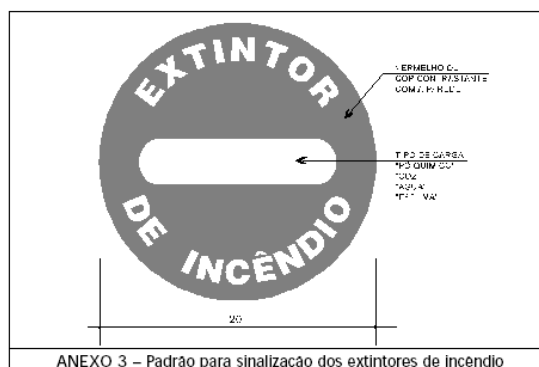 EXTINTOR
DE INCÊNDIO
VERMELHO OU
COR CONTRASTANTE
COM A PAREDE
TIPO DE CARGA
"PÓ QUÍMICO"
"CO2"
"ÁGUA"
"ESPUMA"
20
ANEXO 3 – Padrão para sinalização dos extintores de incêndio